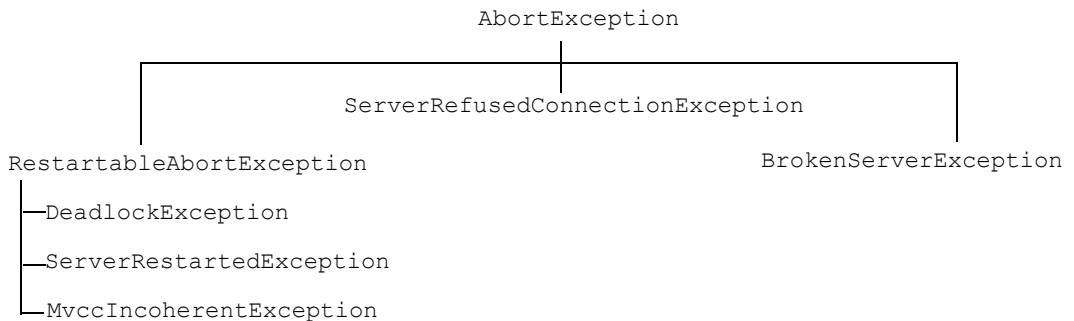 AbortException
ServerRefusedConnectionException
RestartableAbortException
BrokenServerException
DeadlockException
ServerRestartedException
MvccIncoherentException